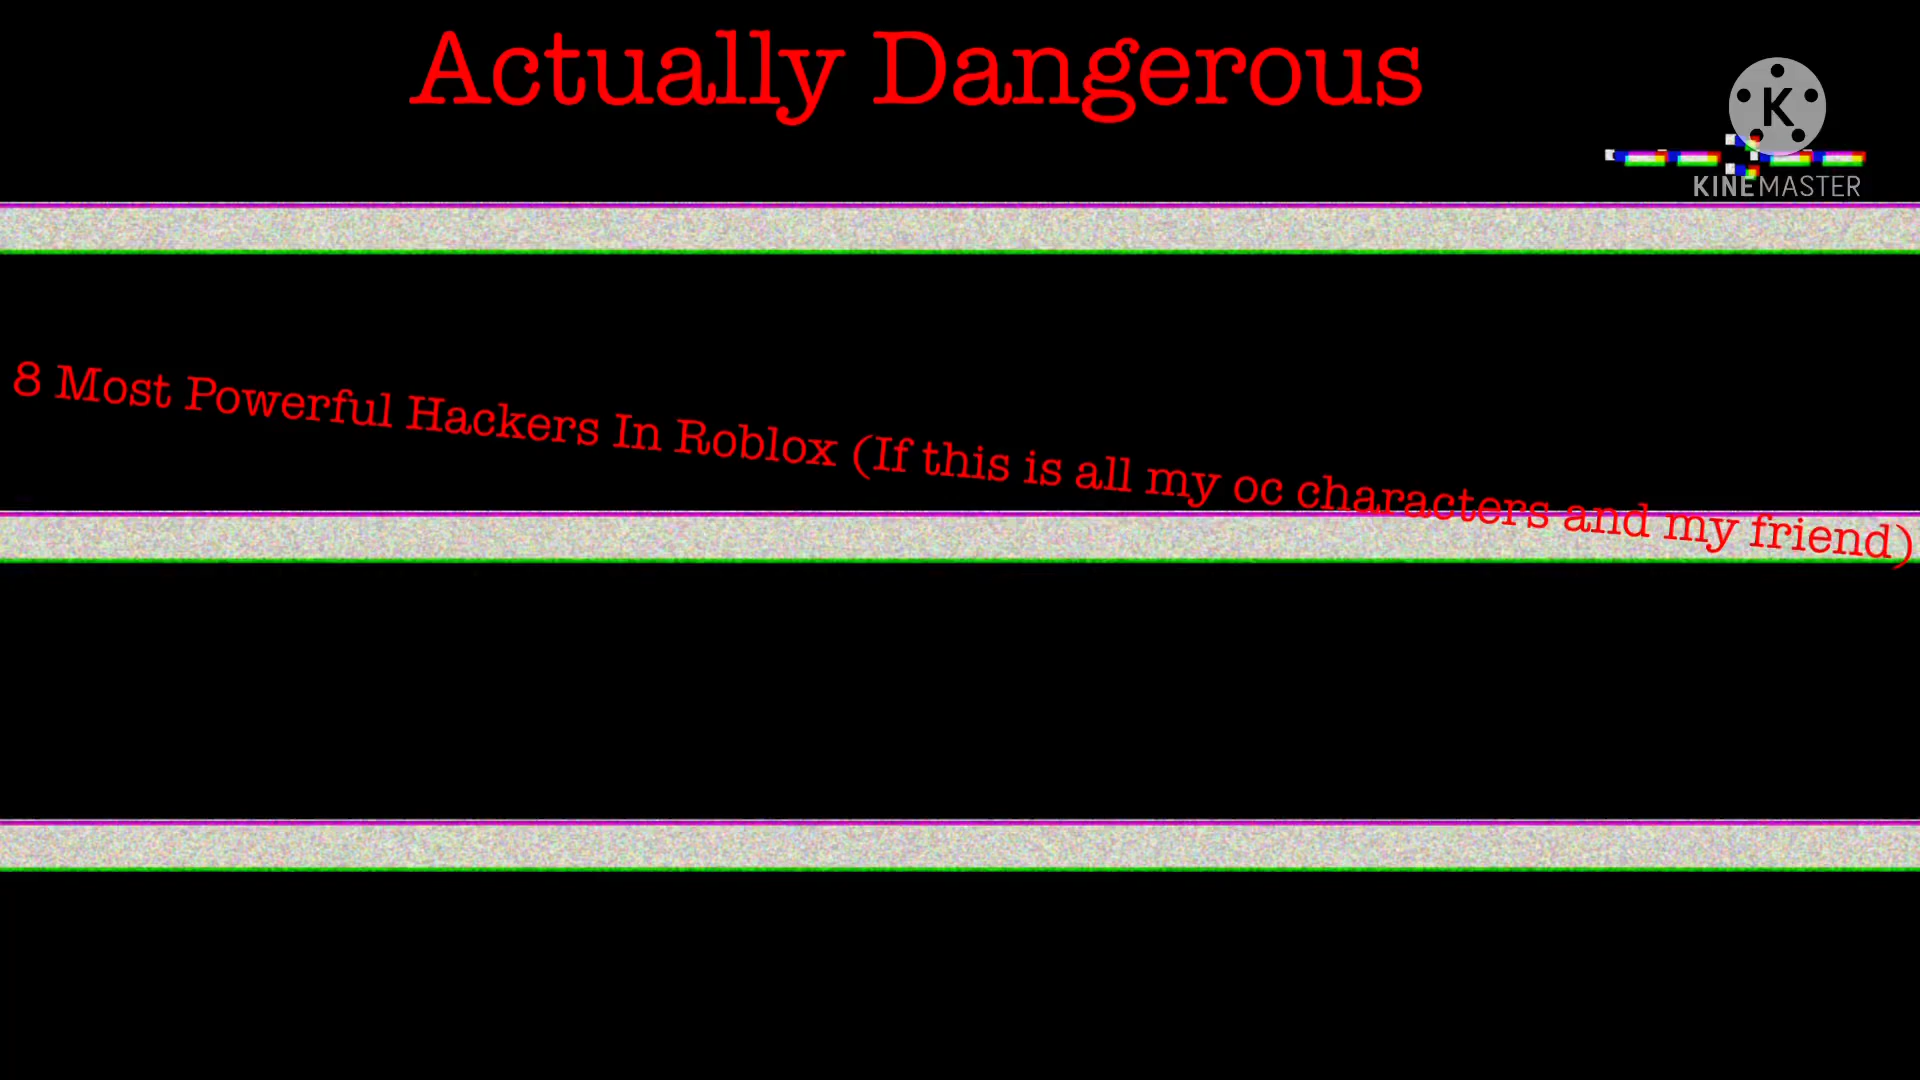 Actually Dangerous
K
KINEMASTER
8 Most Powerful Hackers In Roblox (If this is all my oc characters and my friend)